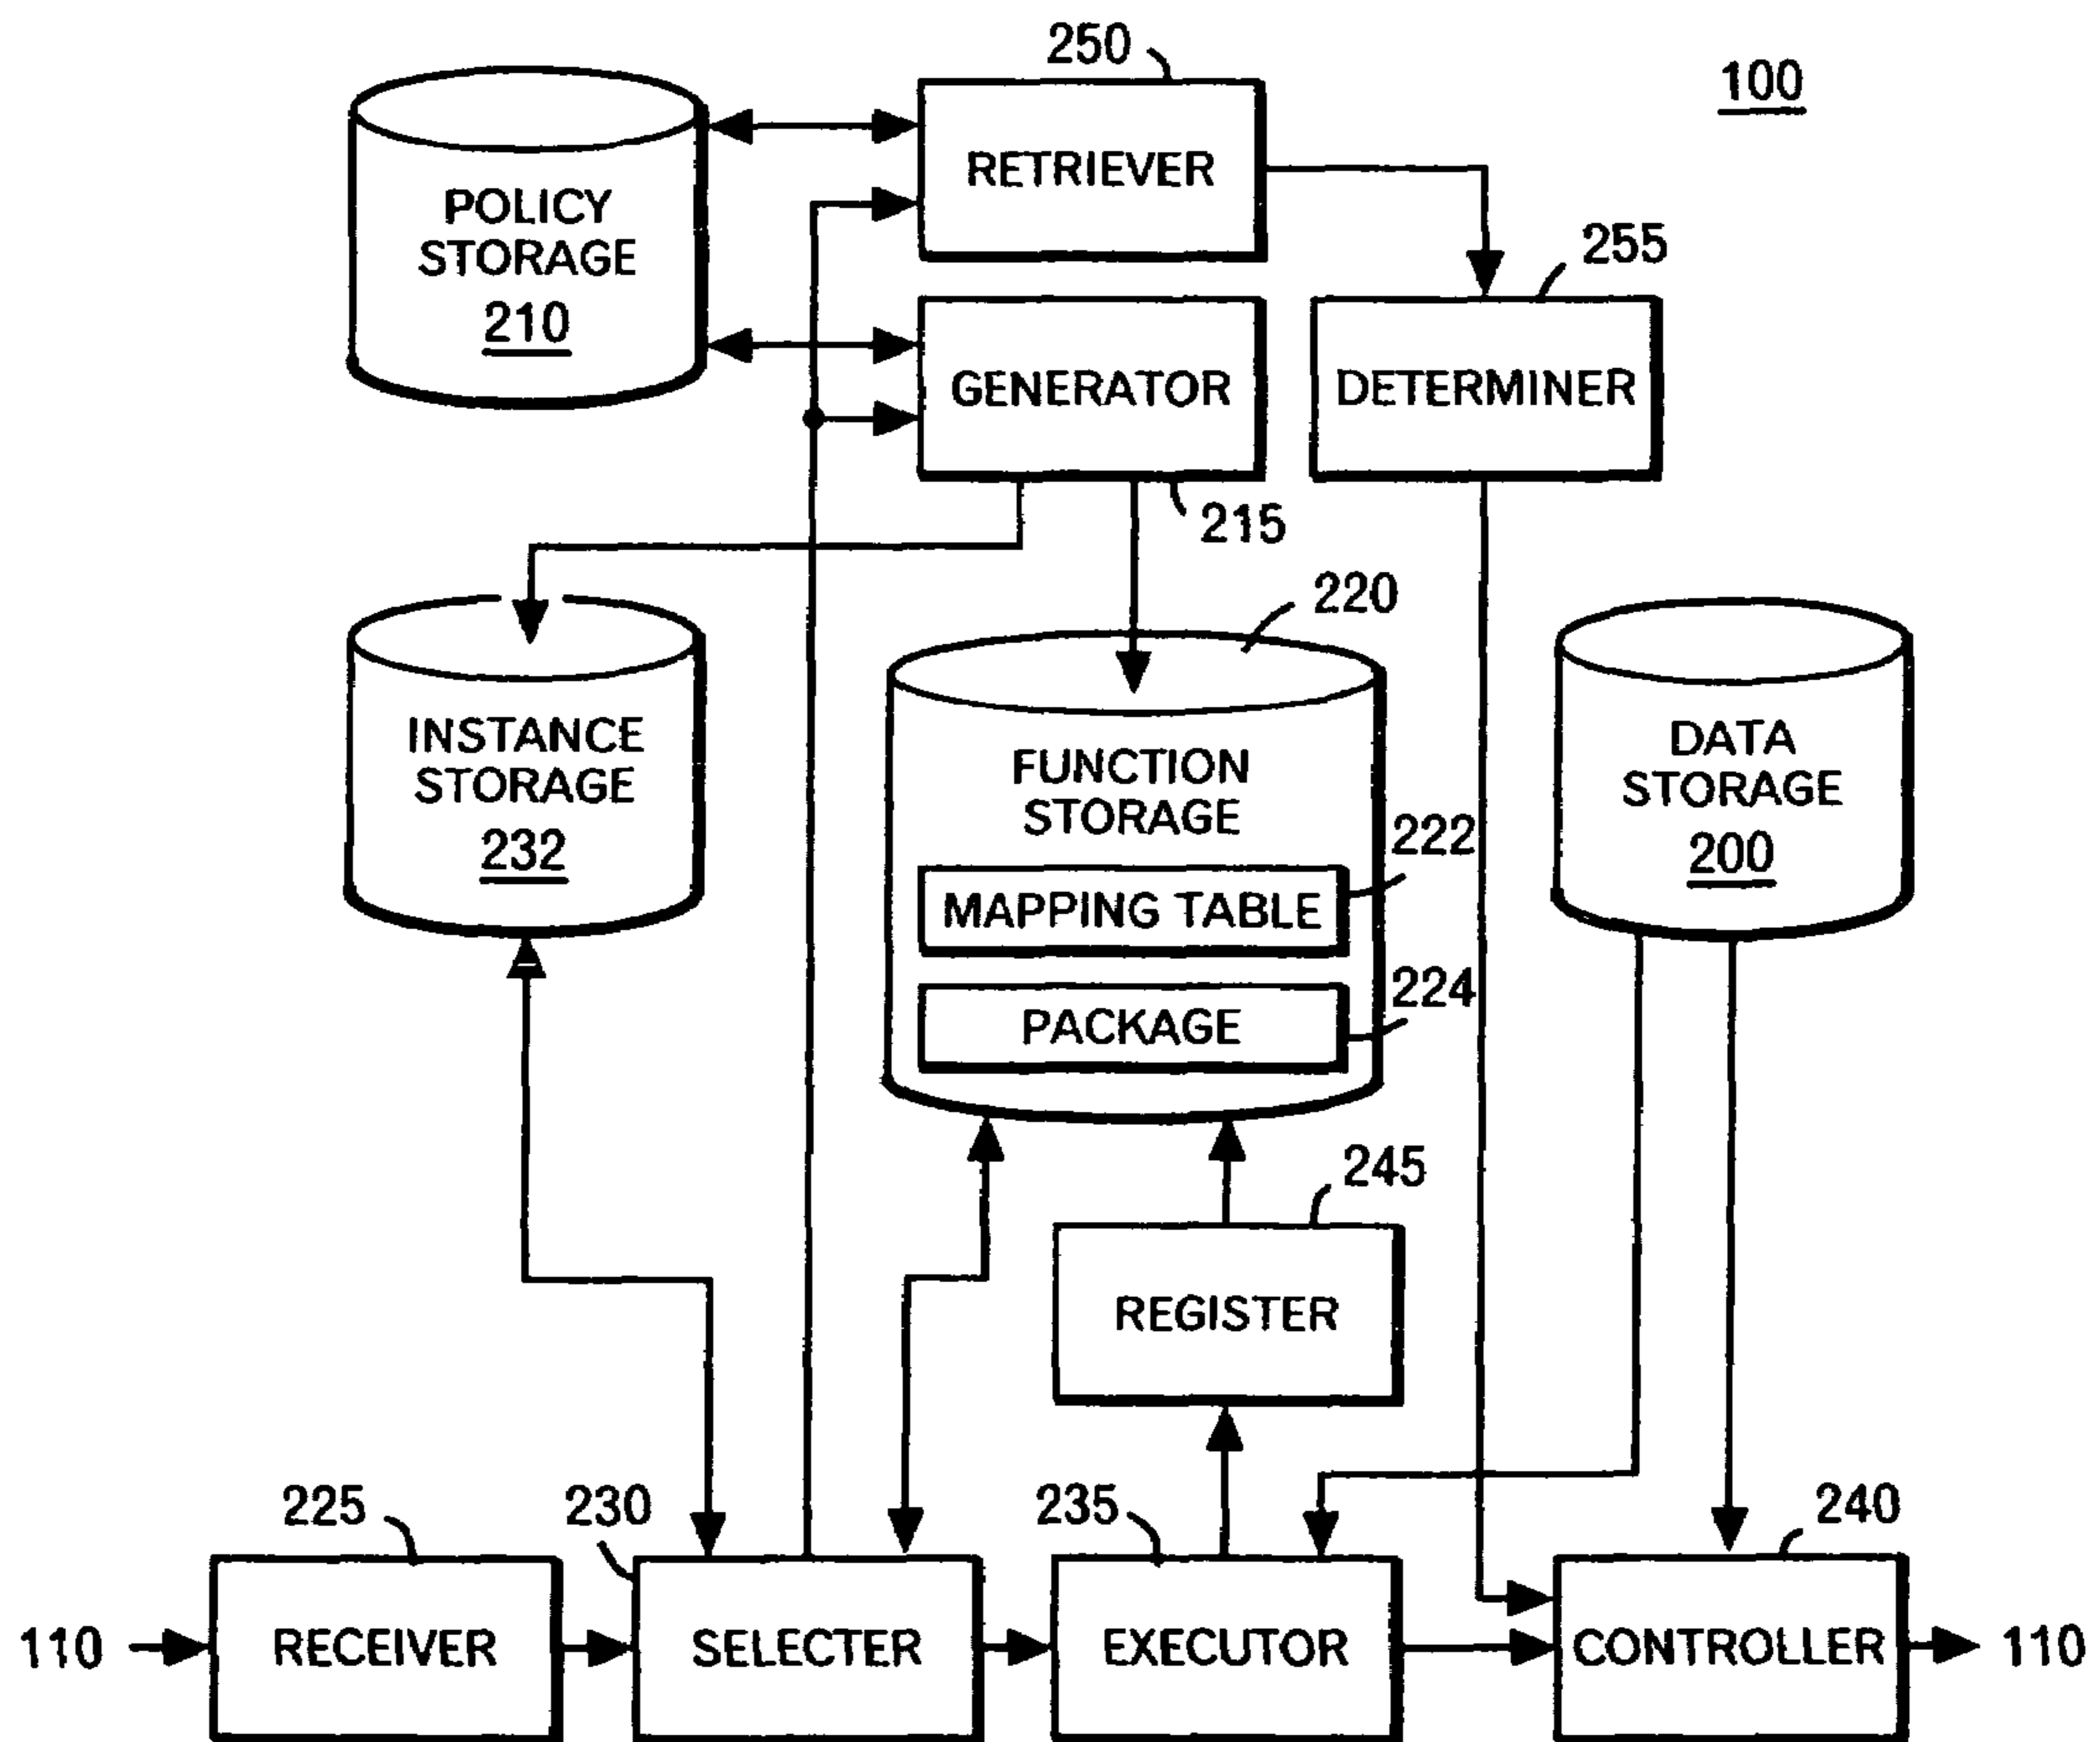 250
100
RETRIEVER
POLICY
STORAGE
210
255
GENERATOR
DETERMINER
215
220
INSTANCE
STORAGE
232
FUNCTION
STORAGE
DATA
STORAGE
200
222
MAPPING TABLE
224
PACKAGE
245
REGISTER
225
230
235
240
110
RECEIVER
SELECTER
EXECUTOR
CONTROLLER
110